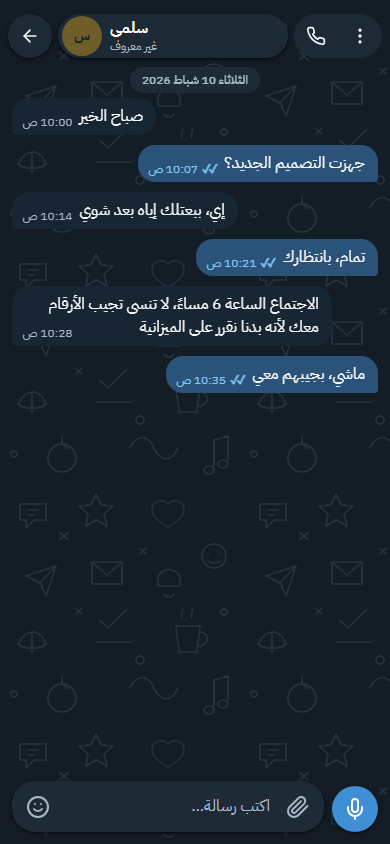 سلمى
س
غير معروف
الثلاثاء 10 شباط 2026
صباح الخير
10:00 ص
جهزت التصميم الجديد؟
10:07 ص
إي، ببعتلك إياه بعد شوي
10:14 ص
تمام، بانتظارك
10:21 ص
الاجتماع الساعة 6 مساءً، لا تنسى تجيب الأرقام
معك لأنه بدنا نقرر على الميزانية
10:28 ص
ماشي، بجيبهم معي
10:35 ص
اكتب رسالة...